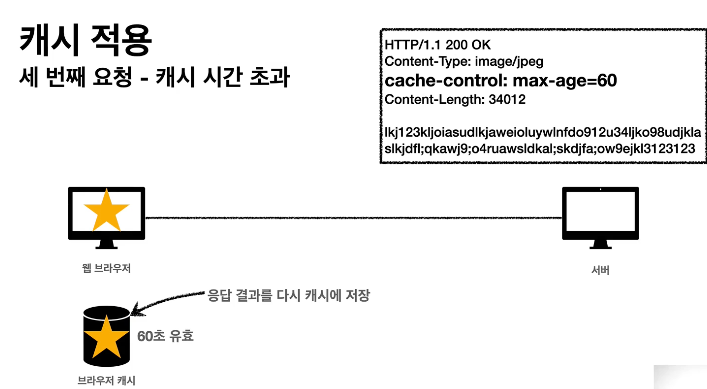 캐시 적용
세 번째 요청 - 캐시 시간 초과
HTTP/1.1 200 OK
Content-Type: image/jpeg
cache-control: max-age=60
Content-Length: 34012
lkj123kljoiasudlkjaweioluywlnfdo912u34ljko98udjkla
slkjdfl;qkawj9;o4ruawsldkal;skdjfa;ow9ejkl3123123
웹 브라우저
서버
응답 결과를 다시 캐시에 저장
60초 유효
브라우저 캐시